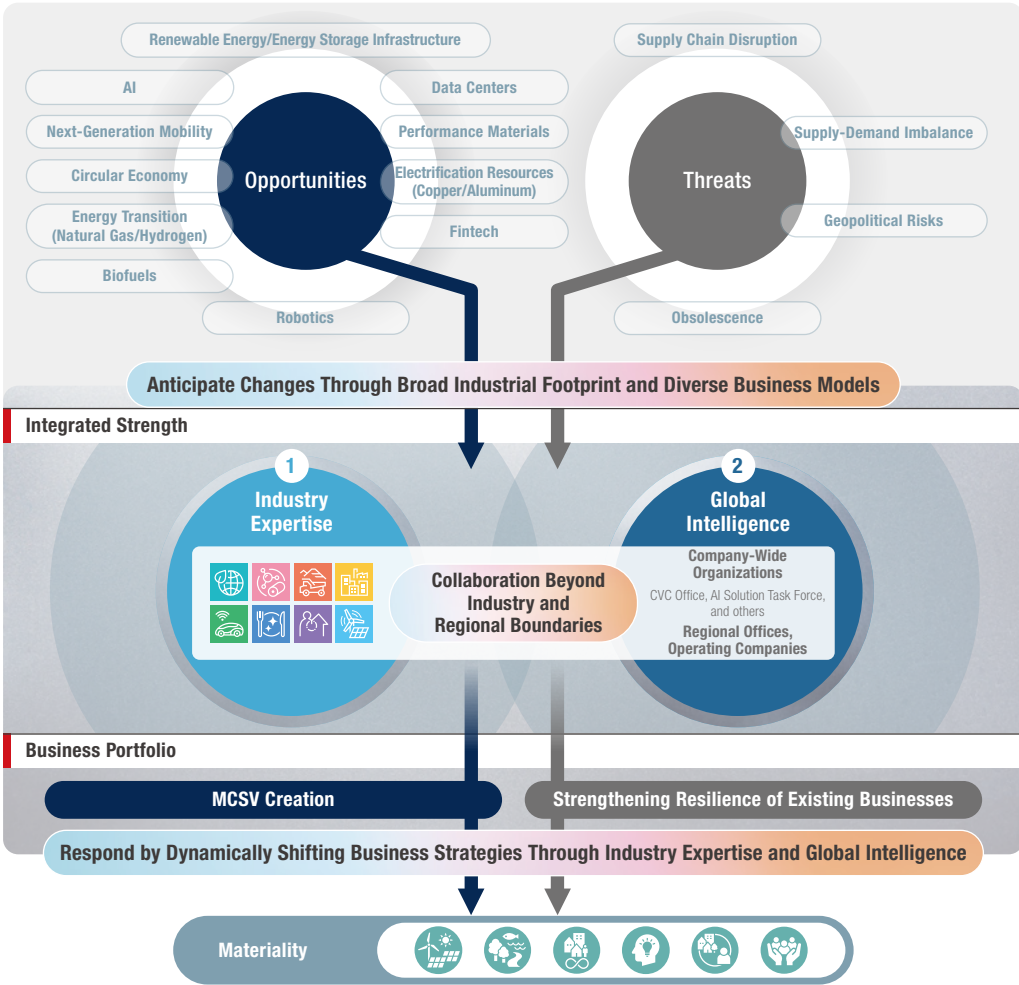 Renewable Energy/Energy Storage Infrastructure
AI
Next-Generation Mobility
Circular Economy
Energy Transition
(Natural Gas/Hydrogen)
Biofuels
Robotics
Data Centers
Performance Materials
Electrification Resources
(Copper/Aluminum)
Fintech
Opportunities
Supply Chain Disruption
Supply-Demand Imbalance
Geopolitical Risks
Obsolescence
Threats
Anticipate Changes Through Broad Industrial Footprint and Diverse Business Models
Integrated Strength
1
Industry
Expertise
2
Global
Intelligence
Collaboration Beyond
Industry and
Regional Boundaries
Company-Wide
Organizations
CVC Office, AI Solution Task Force,
and others
Regional Offices,
Operating Companies
Business Portfolio
MCSV Creation
Strengthening Resilience of Existing Businesses
Respond by Dynamically Shifting Business Strategies Through Industry Expertise and Global Intelligence
Materiality